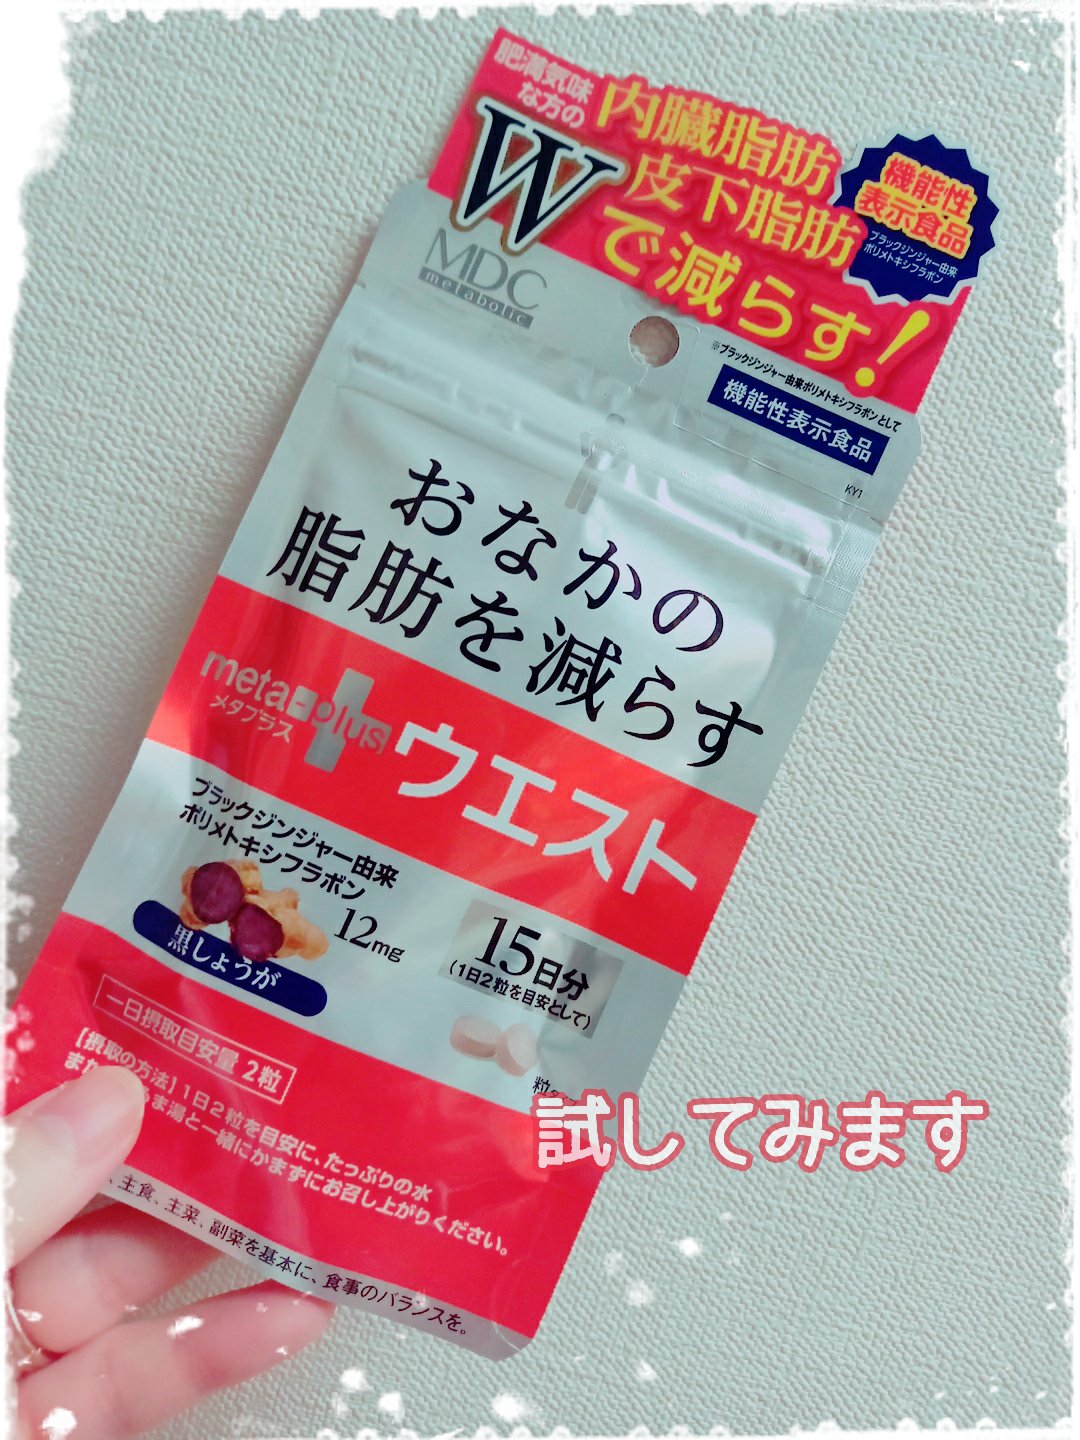 肥満気味
な方の
内臓脂肪
皮下脂肪
W
で減らす!
機能性
表示食品
ブラックジンジャー由来
ポリメトキシフラボン
MDC
metabolic
※ブラックジンジャー由来ポリメトキシフラボンとして
機能性表示食品
KY1
おなかの
脂肪を減らす
meta-plus
メタプラス
ウエスト
ブラックジンジャー由来
ポリメトキシフラボン
12mg
黒しょうが
15日分
(1日2粒を目安として)
一日摂取目安量 2粒
【摂取の方法】1日2粒を目安に、たっぷりの水
ま
ま湯と一緒にかまずにお召し上がりください。
、主食、主菜、副菜を基本に、食事のバランスを。
試してみます